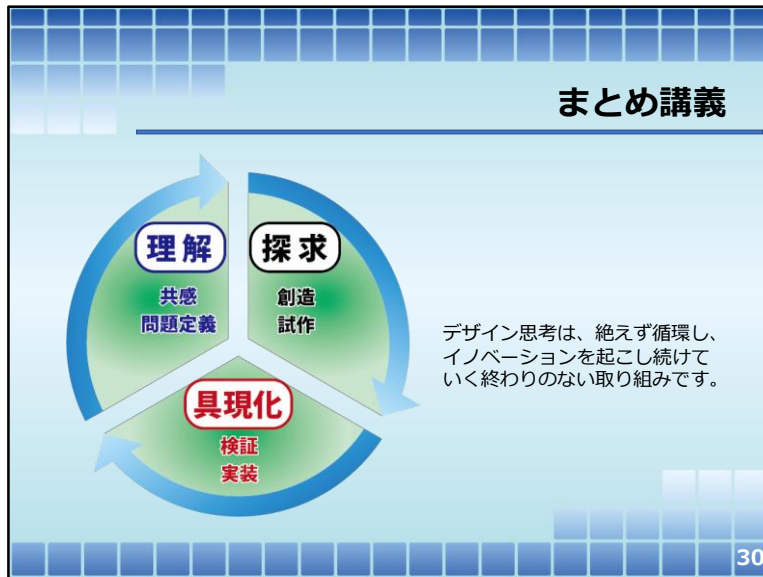 まとめ講義
理解
共感
問題定義
探求
創造
試作
具現化
検証
実装
デザイン思考は、絶えず循環し、
イノベーションを起こし続けて
いく終わりのない取り組みです。
30